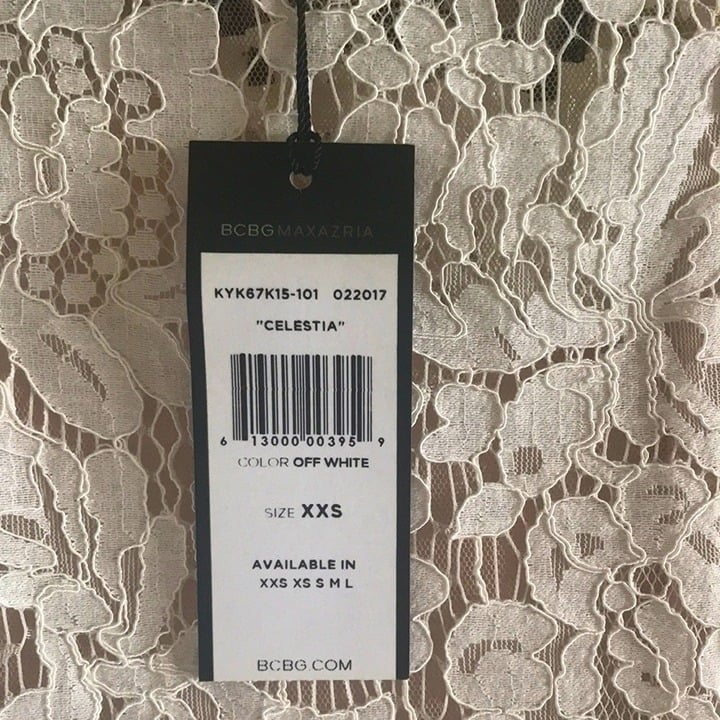 BCBGMAXAZRIA
KYK67K15-101 022017
"CELESTIA"
6 13000 00395 9
COLOR OFF WHITE
SIZE XXS
AVAILABLE IN
XXS XS S M L
BCBG.COM